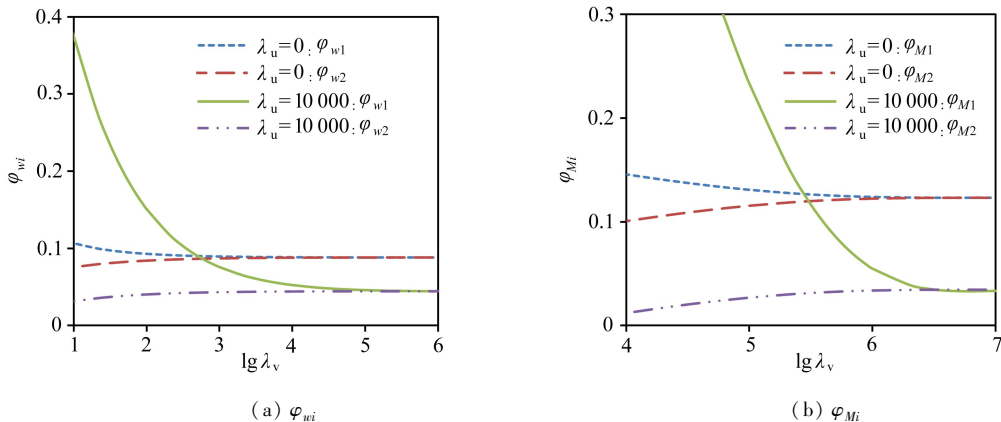 0.4
0.3
0.2
0.1
0
φwi
1 2 3 4 5 6
lg λv
λu=0: φw1
λu=0: φw2
λu=10 000: φw1
λu=10 000: φw2
(a) φwi
0.3
0.2
0.1
0
φMi
4 5 6 7
lg λv
λu=0: φM1
λu=0: φM2
λu=10 000: φM1
λu=10 000: φM2
(b) φMi